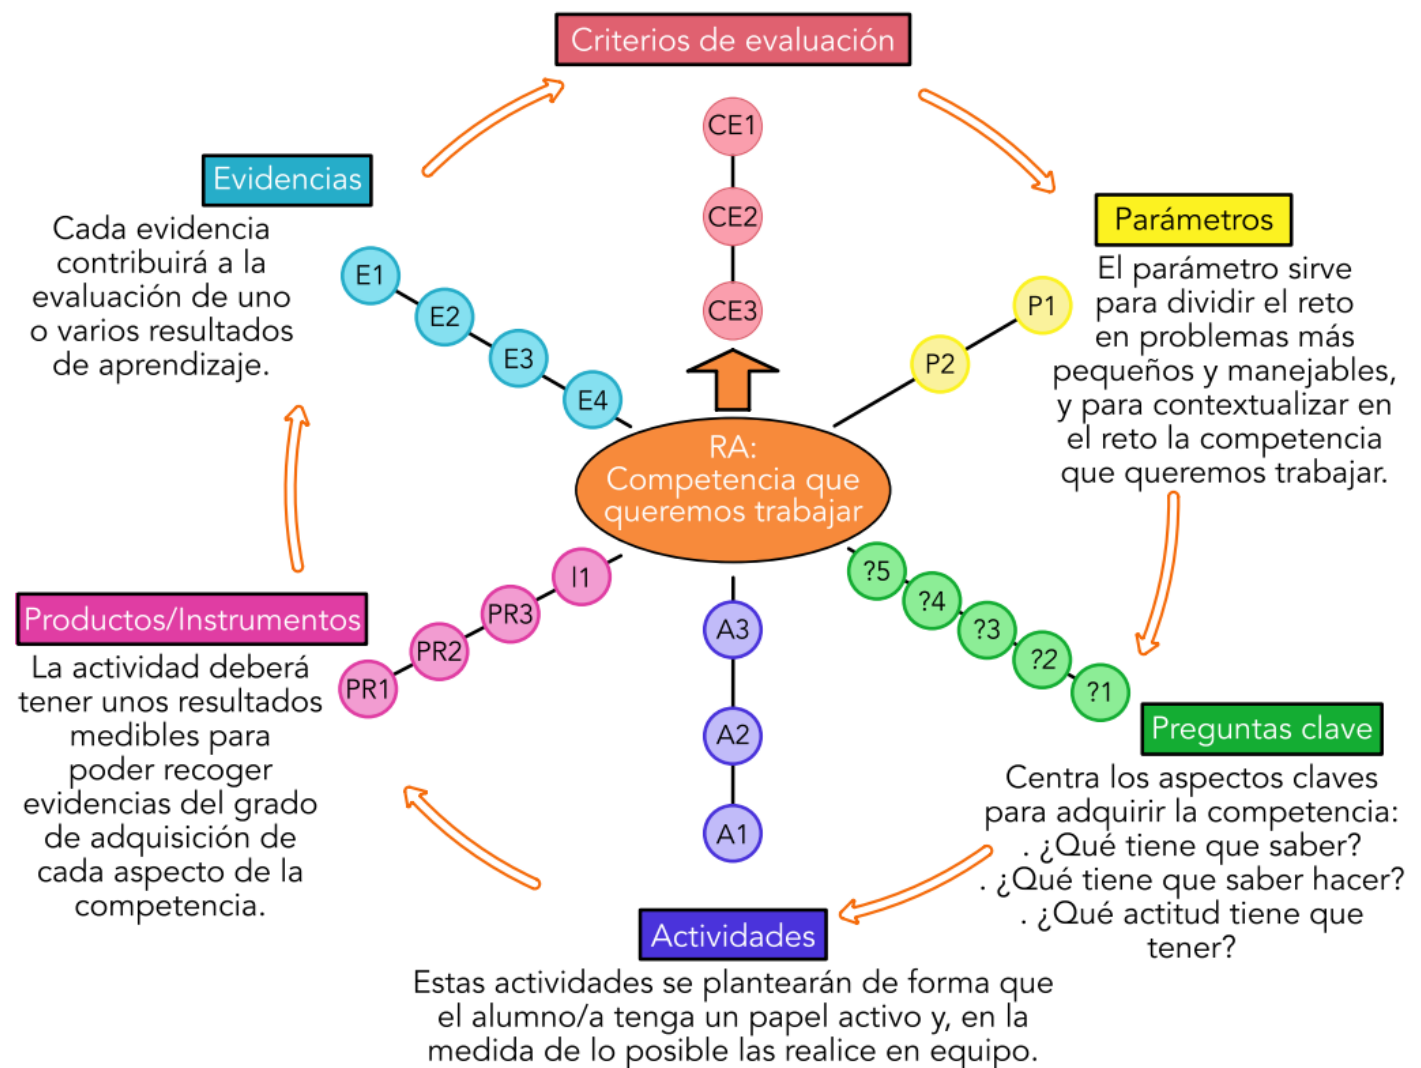 Criterios de evaluación
CE1
CE2
CE3
Parámetros
El parámetro sirve
para dividir el reto
en problemas más
pequeños y manejables,
y para contextualizar en
el reto la competencia
que queremos trabajar.
P1
P2
Preguntas clave
Centra los aspectos claves
para adquirir la competencia:
. ¿Qué tiene que saber?
. ¿Qué tiene que saber hacer?
. ¿Qué actitud tiene que
tener?
?5
?4
?3
?2
?1
Actividades
Estas actividades se plantearán de forma que
el alumno/a tenga un papel activo y, en la
medida de lo posible las realice en equipo.
A3
A2
A1
Productos/Instrumentos
La actividad deberá
tener unos resultados
medibles para
poder recoger
evidencias del grado
de adquisición de
cada aspecto de la
competencia.
I1
PR3
PR2
PR1
Evidencias
Cada evidencia
contribuirá a la
evaluación de uno
o varios resultados
de aprendizaje.
E1
E2
E3
E4
RA:
Competencia que
queremos trabajar